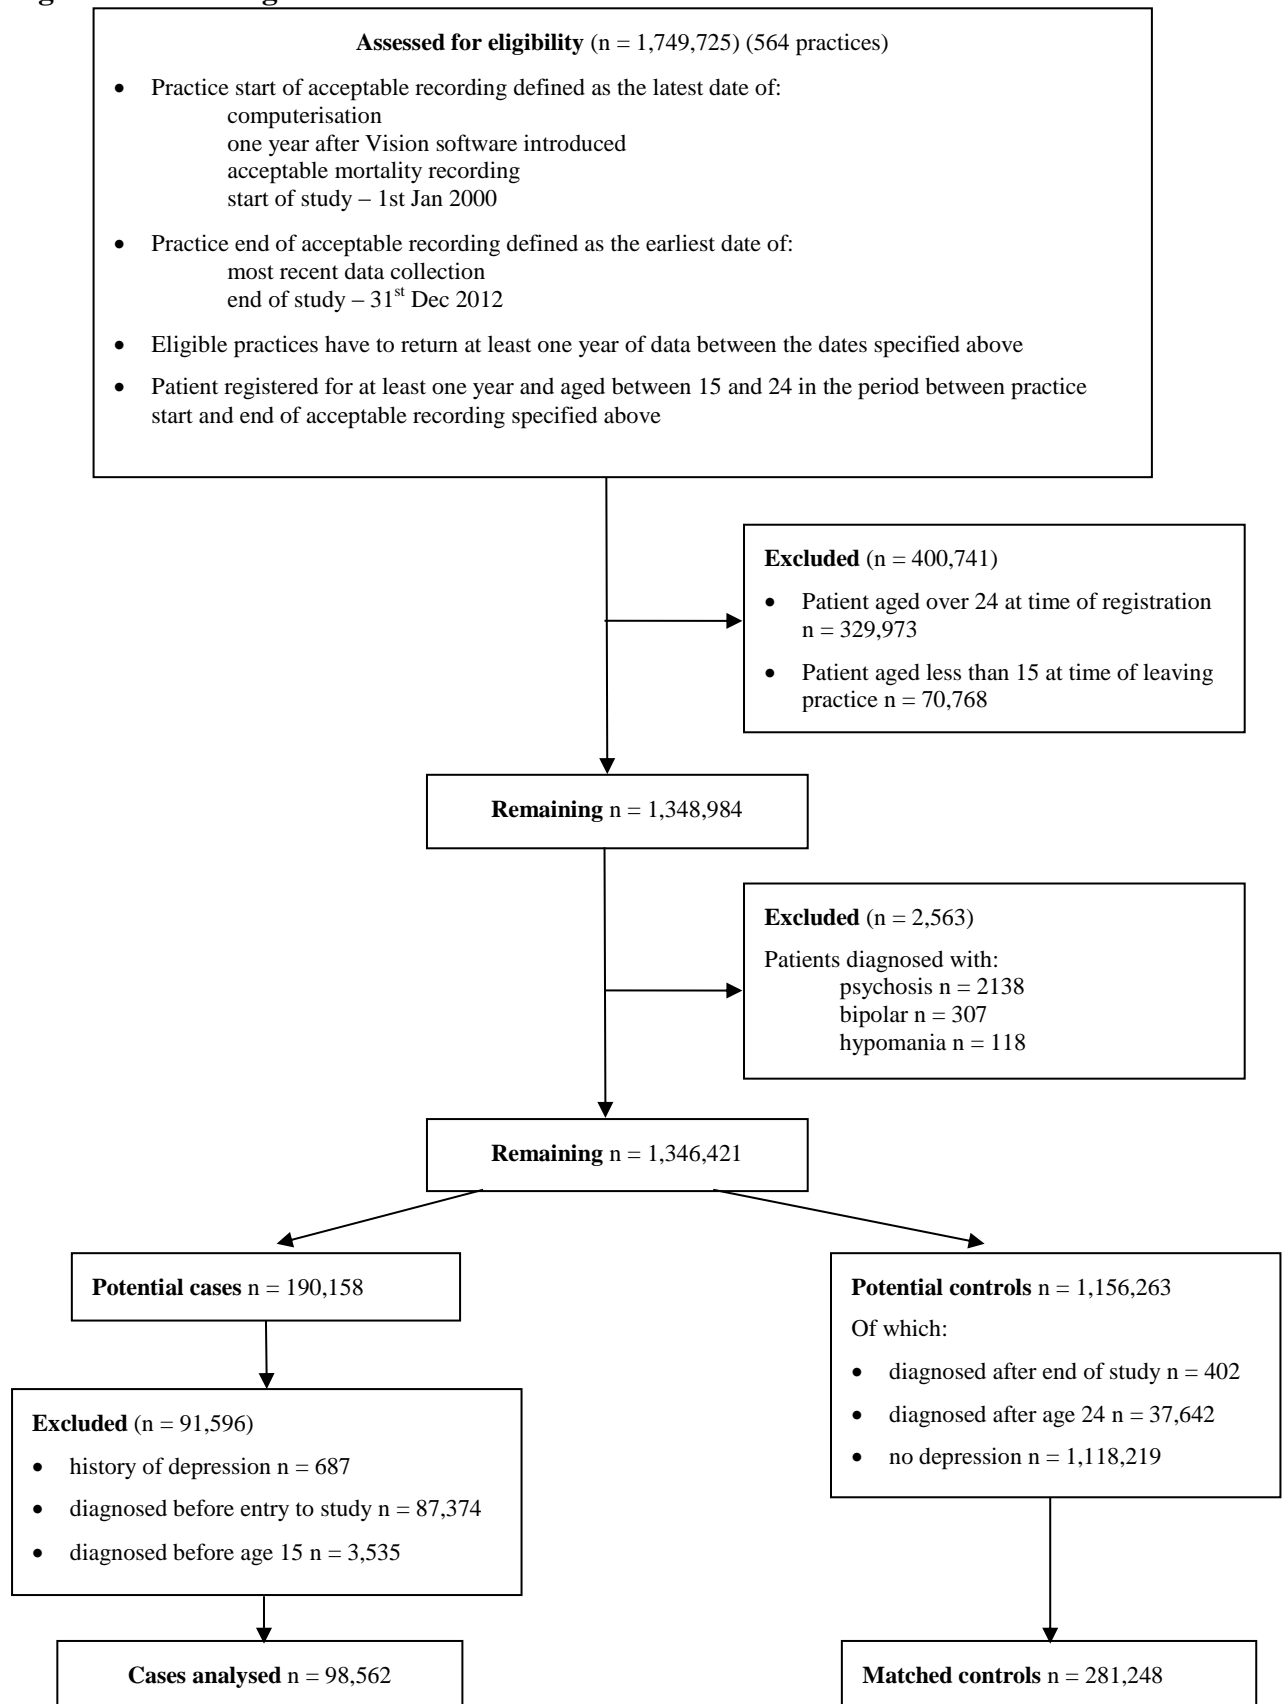 Assessed for eligibility (n = 1,749,725) (564 practices)
• Practice start of acceptable recording defined as the latest date of:
computerisation
one year after Vision software introduced
acceptable mortality recording
start of study – 1st Jan 2000
• Practice end of acceptable recording defined as the earliest date of:
most recent data collection
end of study – 31st Dec 2012
• Eligible practices have to return at least one year of data between the dates specified above
• Patient registered for at least one year and aged between 15 and 24 in the period between practice
start and end of acceptable recording specified above
Excluded (n = 400,741)
• Patient aged over 24 at time of registration
n = 329,973
• Patient aged less than 15 at time of leaving
practice n = 70,768
Remaining n = 1,348,984
Excluded (n = 2,563)
Patients diagnosed with:
psychosis n = 2138
bipolar n = 307
hypomania n = 118
Remaining n = 1,346,421
Potential cases n = 190,158
Potential controls n = 1,156,263
Of which:
• diagnosed after end of study n = 402
• diagnosed after age 24 n = 37,642
• no depression n = 1,118,219
Excluded (n = 91,596)
• history of depression n = 687
• diagnosed before entry to study n = 87,374
• diagnosed before age 15 n = 3,535
Cases analysed n = 98,562
Matched controls n = 281,248